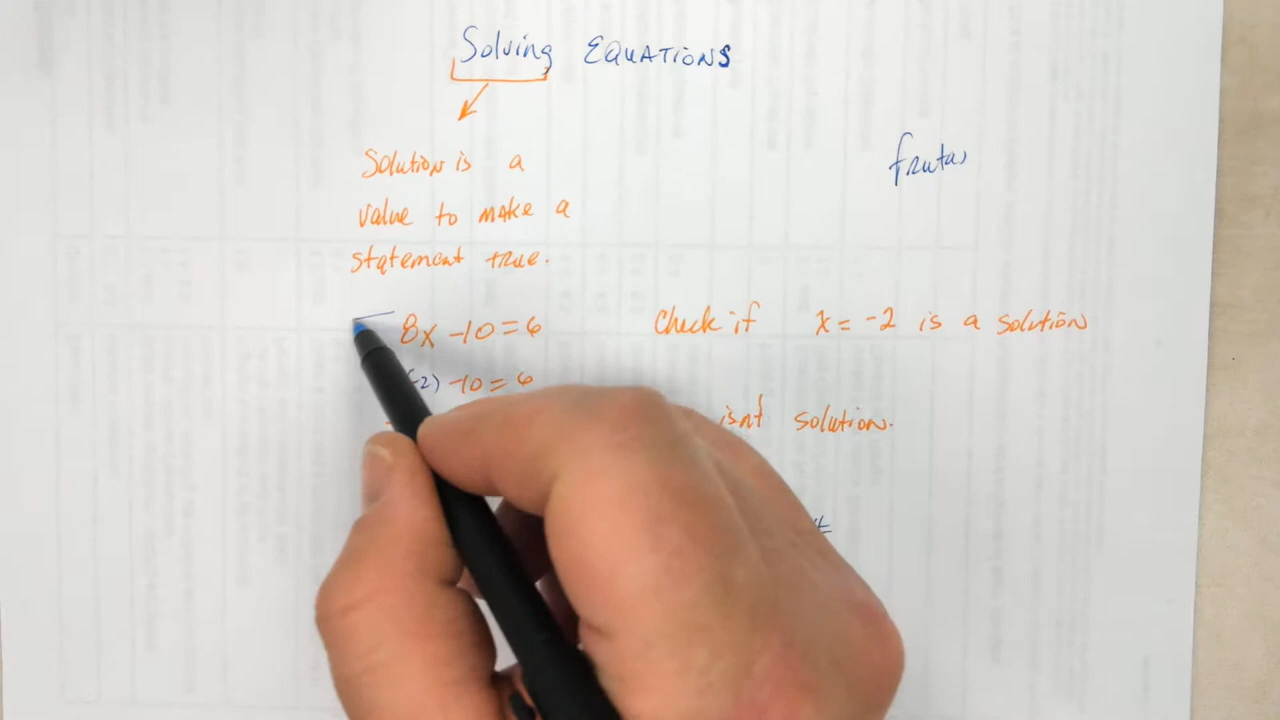 Solving EQUATIONS
frutas
Solution is a
value to make a
statement true.
8x -10=6 Check if x= -2 is a solution
-10=6
isnt solution.